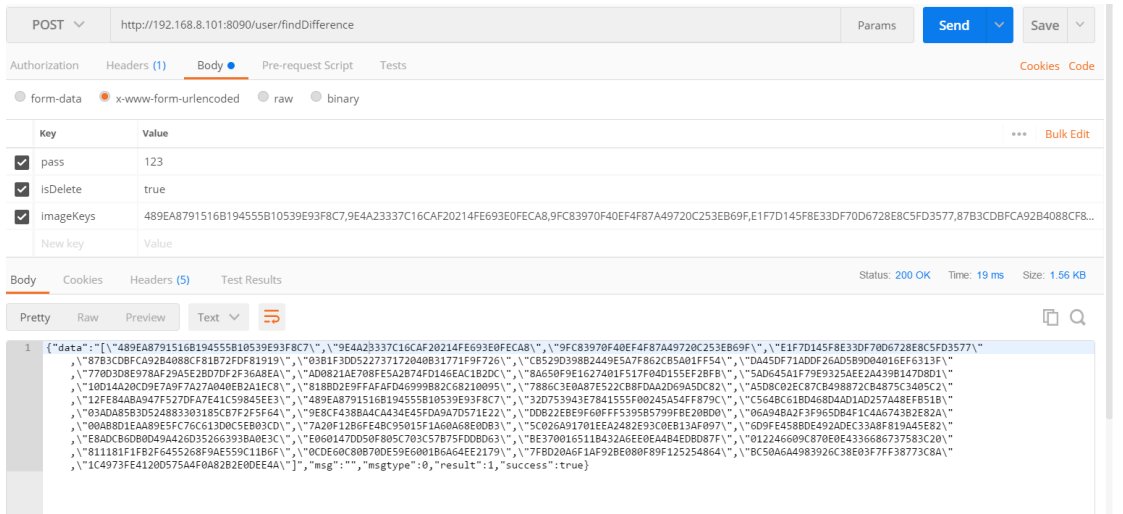 POST http://192.168.8.101:8090/user/findDifference Params Send Save
Authorization Headers (1) Body Pre-request Script Tests Cookies Code
form-data x-www-form-urlencoded raw binary
Key Value ••• Bulk Edit
pass 123
isDelete true
imageKeys 489EA8791516B194555B10539E93F8C7,9E4A23337C16CAF20214FE693E0FECA8,9FC83970F40EF4F87A49720C253EB69F,E1F7D145F8E33DF70D6728E8C5FD3577,87B3CDBFCA92B4088CF8...
New key Value
Body Cookies Headers (5) Test Results Status: 200 OK Time: 19 ms Size: 1.56 KB
Pretty Raw Preview Text
1 {"data":"[\"489EA8791516B194555B10539E93F8C7\",\"9E4A23337C16CAF20214FE693E0FECA8\",\"9FC83970F40EF4F87A49720C253EB69F\",\"E1F7D145F8E33DF70D6728E8C5FD3577\"
,\"87B3CDBFCA92B4088CF81B72FDF81919\",\"03B1F3DD522737172040B31771F9F726\",\"CB529D398B2449E5A7F862CB5A01FF54\",\"DA45DF71ADDF26AD5B9D04016EF6313F\"
,\"770D3D8E978AF29A5E2BD7DF2F36A8EA\",\"AD0821AE708FE5A2B74FD146EAC1B2DC\",\"8A650F9E1627401F517F04D155EF2BFB\",\"5AD645A1F79E9325AEE2A439B147D8D1\"
,\"10D14A20CD9E7A9F7A27A040EB2A1EC8\",\"818BD2E9FFAFAFD46999B82C68210095\",\"7886C3E0A87E522CB8FDAA2D69A5DC82\",\"A5D8C02EC87CB498872CB4875C3405C2\"
,\"12FE84ABA947F527DFA7E41C59845EE3\",\"489EA8791516B194555B10539E93F8C7\",\"32D753943E7841555F00245A54FF879C\",\"C564BC61BD468D4AD1AD257A48EFB51B\"
,\"03ADA85B3D524883303185CB7F2F5F64\",\"9E8CF438BA4CA434E45FDA9A7D571E22\",\"DDB22EBE9F60FFF5395B5799FBE20BD0\",\"06A94BA2F3F965DB4F1C4A6743B2E82A\"
,\"00AB8D1EAA89E5FC76C613D0C5EB03CD\",\"7A20F12B6FE4BC95015F1A60A68E0DB3\",\"5C026A91701EEA2482E93C0EB13AF097\",\"6D9FE458BDE492ADEC33A8F819A45E82\"
,\"E8ADCB6DB0D49A426D35266393BA0E3C\",\"E060147DD50F805C703C57B75FDDBD63\",\"BE370016511B432A6EE0EA4B4EDBD87F\",\"012246609C870E0E4336686737583C20\"
,\"811181F1FB2F6455268F9AE559C11B6F\",\"0CDE60C80B70DE59E6001B6A64EE2179\",\"7FBD20A6F1AF92BE080F89F125254864\",\"BC50A6A4983926C38E03F7FF38773C8A\"
,\"1C4973FE4120D575A4F0A82B2E0DEE4A\"]","msg":"","msgtype":0,"result":1,"success":true}